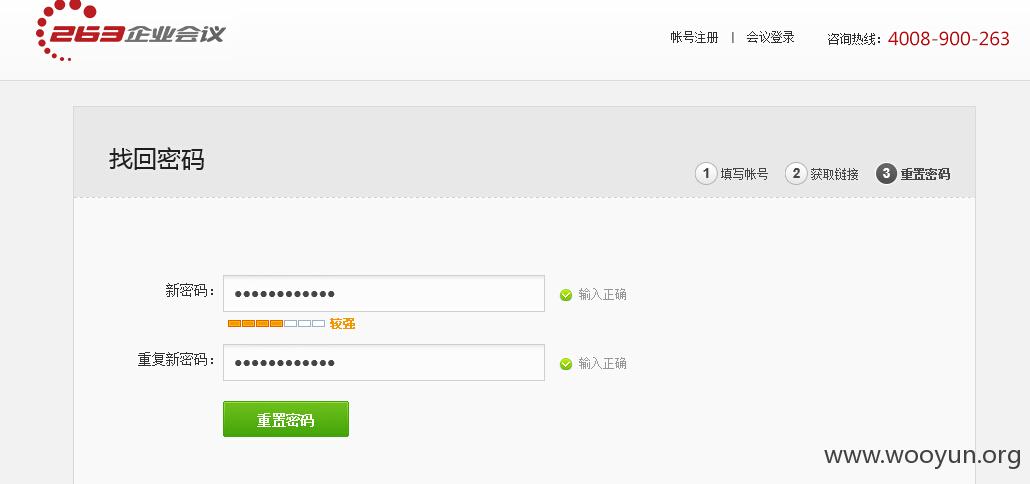 263企业会议
帐号注册 | 会议登录 咨询热线：4008-900-263
找回密码
1 填写帐号 2 获取链接 3 重置密码
新密码： ●●●●●●●●●●●● 输入正确
较强
重复新密码： ●●●●●●●●●●●● 输入正确
重置密码
www.wooyun.org